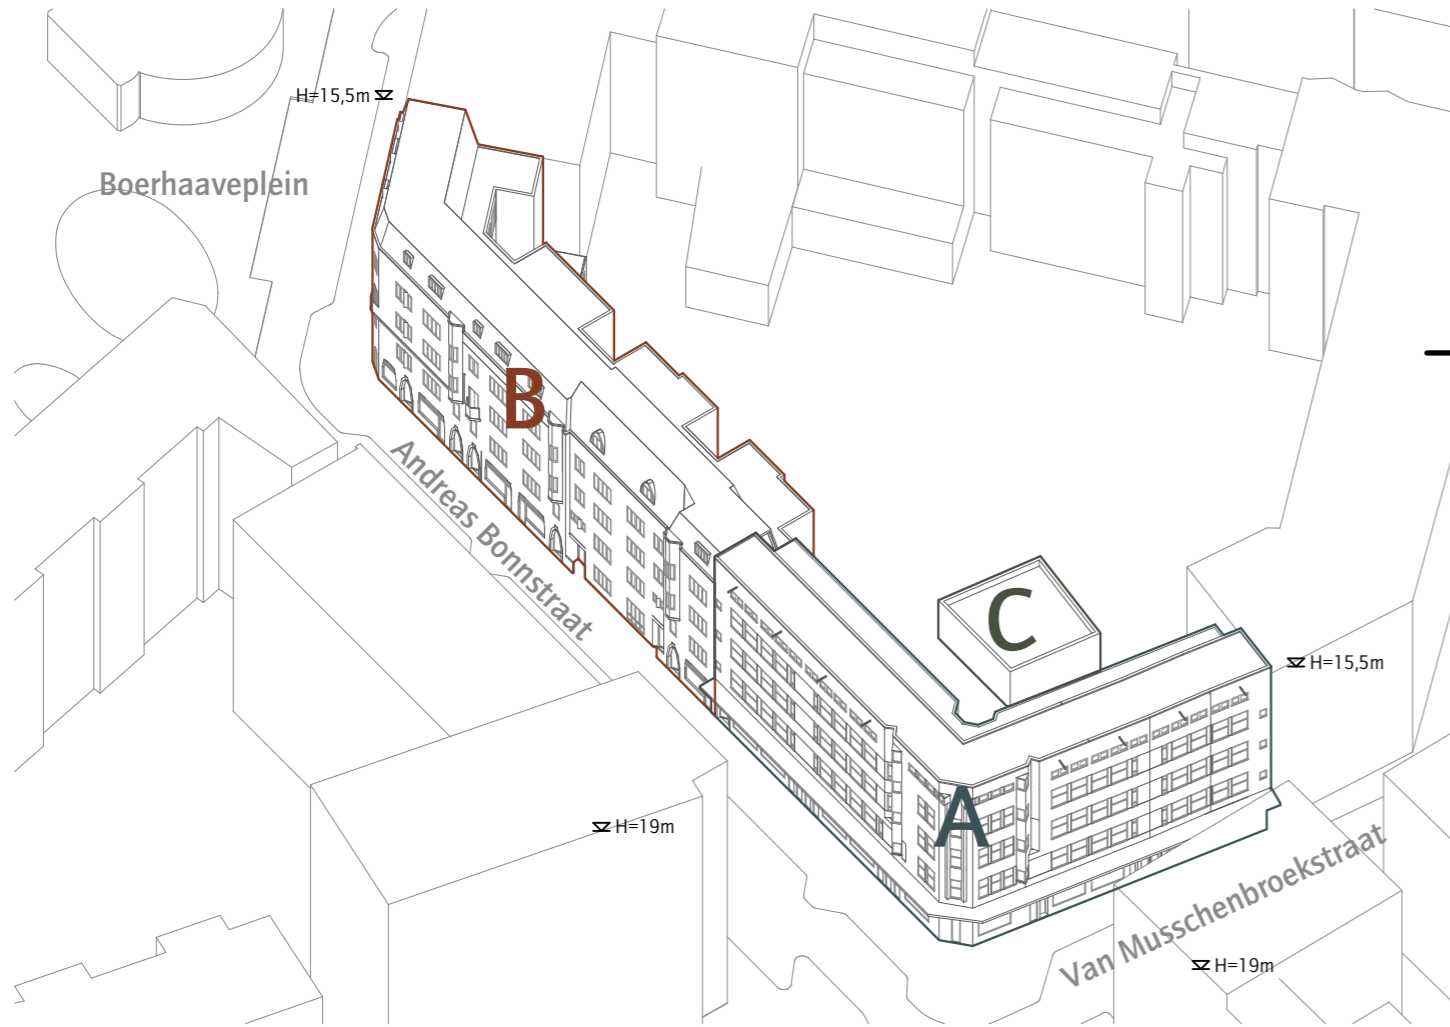 H=15,5m
Boerhaaveplein
B
Andreas Bonnstraat
C
H=15,5m
A
H=19m
Van Musschenbroekstraat
H=19m